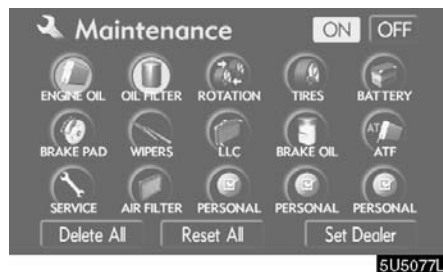 Maintenance ON OFF
ENGINE OIL OIL FILTER ROTATION TIRES BATTERY
BRAKE PAD WIPERS LLC BRAKE OIL AT ATF
SERVICE AIR FILTER PERSONAL PERSONAL PERSONAL
Delete All Reset All Set Dealer
5U5077L